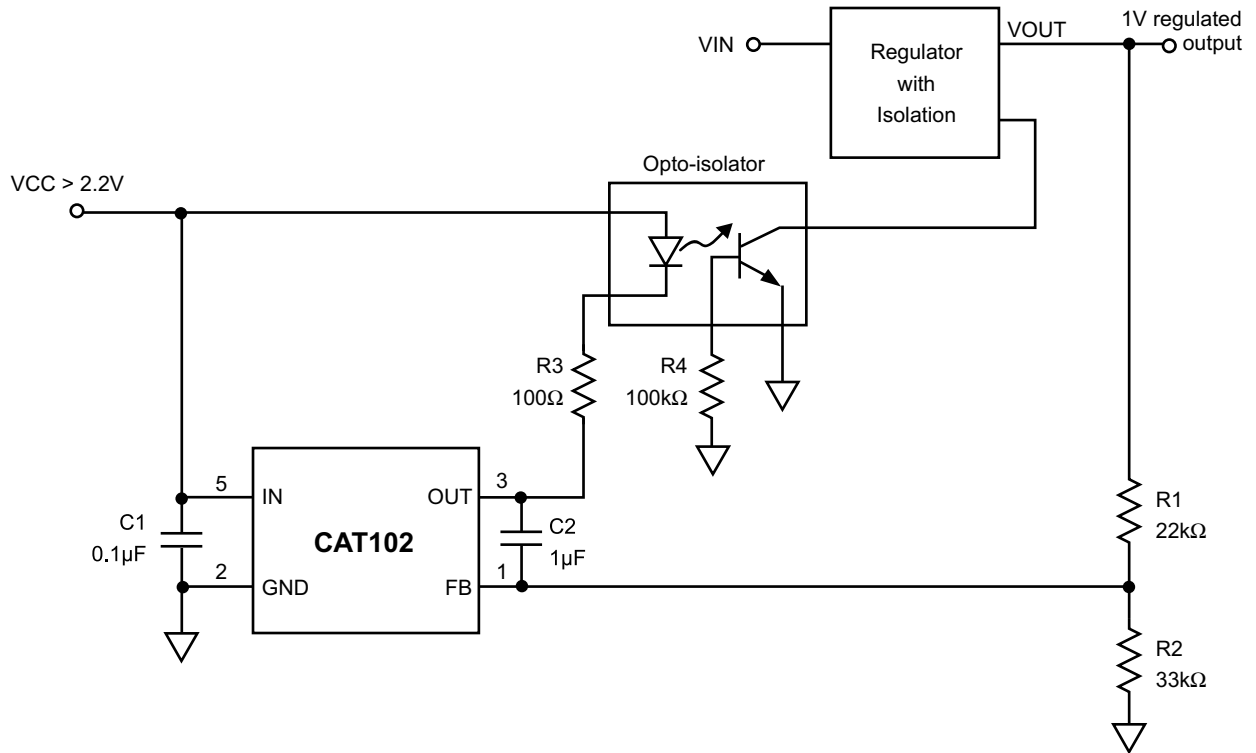 1V regulated
output
VIN
VOUT
Regulator
with
Isolation
Opto-isolator
VCC > 2.2V
R3
100Ω
R4
100kΩ
5
IN
OUT
3
C1
0.1µF
CAT102
C2
1µF
2
GND
FB
1
R1
22kΩ
R2
33kΩ